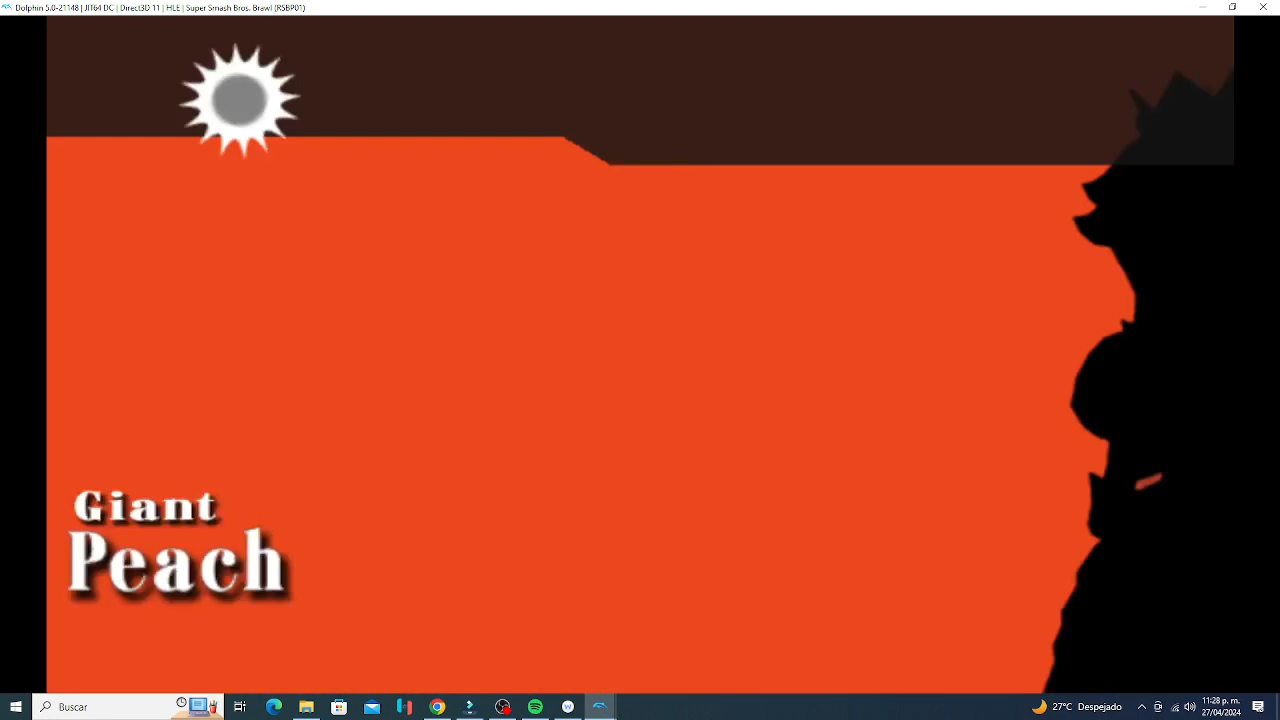 Dolphin 5.0-21148 | JIT64 DC | Direct3D 11 | HLE | Super Smash Bros. Brawl (RSBP01)
Giant
Peach
Buscar
27°C Despejado
11:28 p. m.
27/04/2024